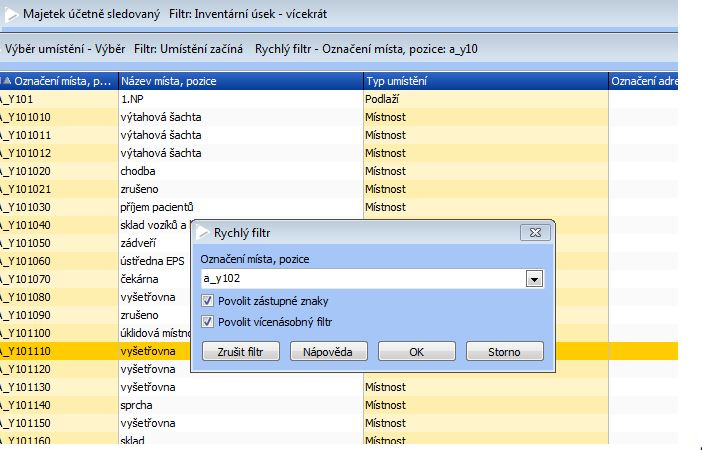 Majetek účetně sledovaný Filtr: Inventární úsek - vícekrát
Výběr umístění - Výběr Filtr: Umístění začíná Rychlý filtr - Označení místa, pozice: a_y10
Označení místa, p... Název místa, pozice Typ umístění Označení adre
A_Y101 1.NP Podlaží
A_Y101010 výtahová šachta Místnost
A_Y101011 výtahová šachta Místnost
A_Y101012 výtahová šachta Místnost
A_Y101020 chodba Místnost
A_Y101021 zrušeno Místnost
A_Y101030 příjem pacientů Místnost
A_Y101040 sklad vozíků a
A_Y101050 zádveří
A_Y101060 ústředna EPS
A_Y101070 čekárna
A_Y101080 vyšetřovna
A_Y101090 zrušeno
A_Y101100 úklidová místno
A_Y101110 vyšetřovna
A_Y101120 vyšetřovna
A_Y101130 vyšetřovna Místnost
A_Y101140 sprcha Místnost
A_Y101150 vyšetřovna Místnost
A_Y101160 sklad Místnost
Rychlý filtr
Označení místa, pozice
a_y102
Povolit zástupné znaky
Povolit vícenásobný filtr
Zrušit filtr Nápověda OK Storno